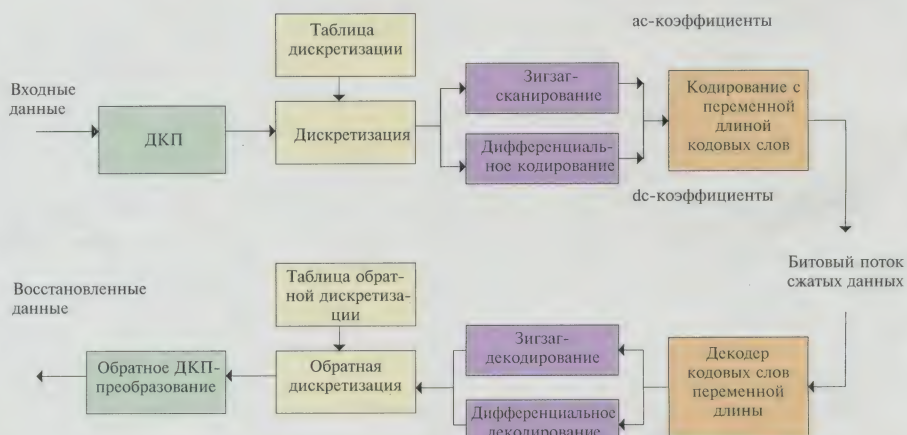 ac-коэффициенты
Таблица
дискретизации
Входные
данные
ДКП
Дискретизация
Зигзаг-
сканирование
Дифференциаль-
ное кодирование
Кодирование с
переменной
длиной
кодовых слов
dc-коэффициенты
Битовый поток
сжатых данных
Восстановленные
данные
Таблица обрат-
ной дискретиза-
ции
Обратное ДКП-
преобразование
Обратная
дискретизация
Зигзаг-
декодирование
Дифференциальное
декодирование
Декодер
кодовых слов
переменной
длины